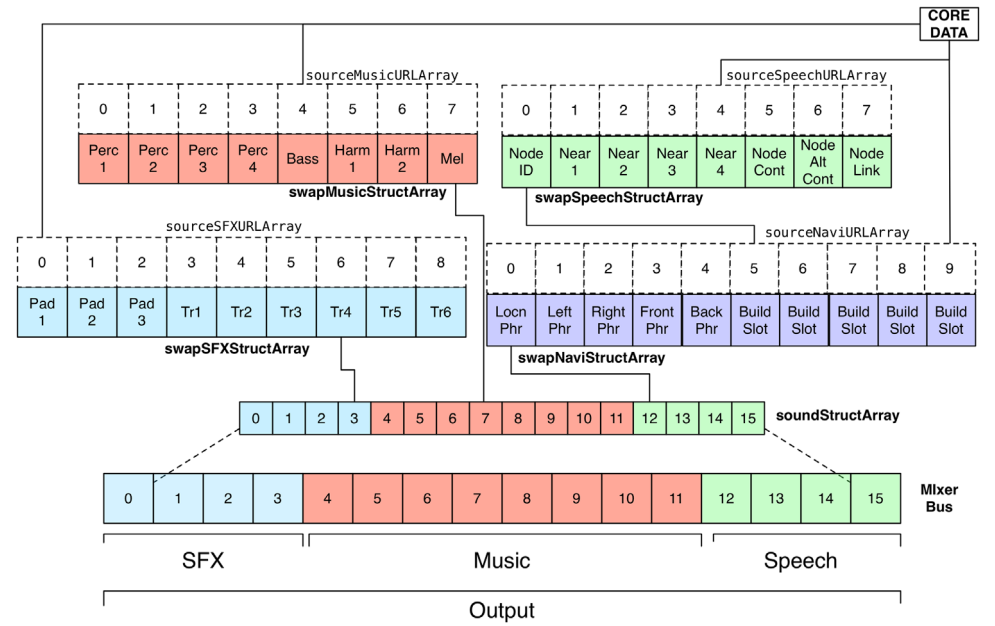 CORE
DATA
sourceMusicURLArray
0 1 2 3 4 5 6 7
Perc 1 Perc 2 Perc 3 Perc 4 Bass Harm 1 Harm 2 Mel
swapMusicStructArray
sourceSpeechURLArray
0 1 2 3 4 5 6 7
Node ID Near 1 Near 2 Near 3 Near 4 Node Cont Node Alt Cont Node Link
swapSpeechStructArray
sourceSFXURLArray
0 1 2 3 4 5 6 7 8
Pad 1 Pad 2 Pad 3 Tr1 Tr2 Tr3 Tr4 Tr5 Tr6
swapSFXStructArray
sourceNaviURLArray
0 1 2 3 4 5 6 7 8 9
Locn Phr Left Phr Right Phr Front Phr Back Phr Build Slot Build Slot Build Slot Build Slot Build Slot
swapNaviStructArray
0 1 2 3 4 5 6 7 8 9 10 11 12 13 14 15
soundStructArray
0 1 2 3 4 5 6 7 8 9 10 11 12 13 14 15
MIxer
Bus
SFX Music Speech
Output